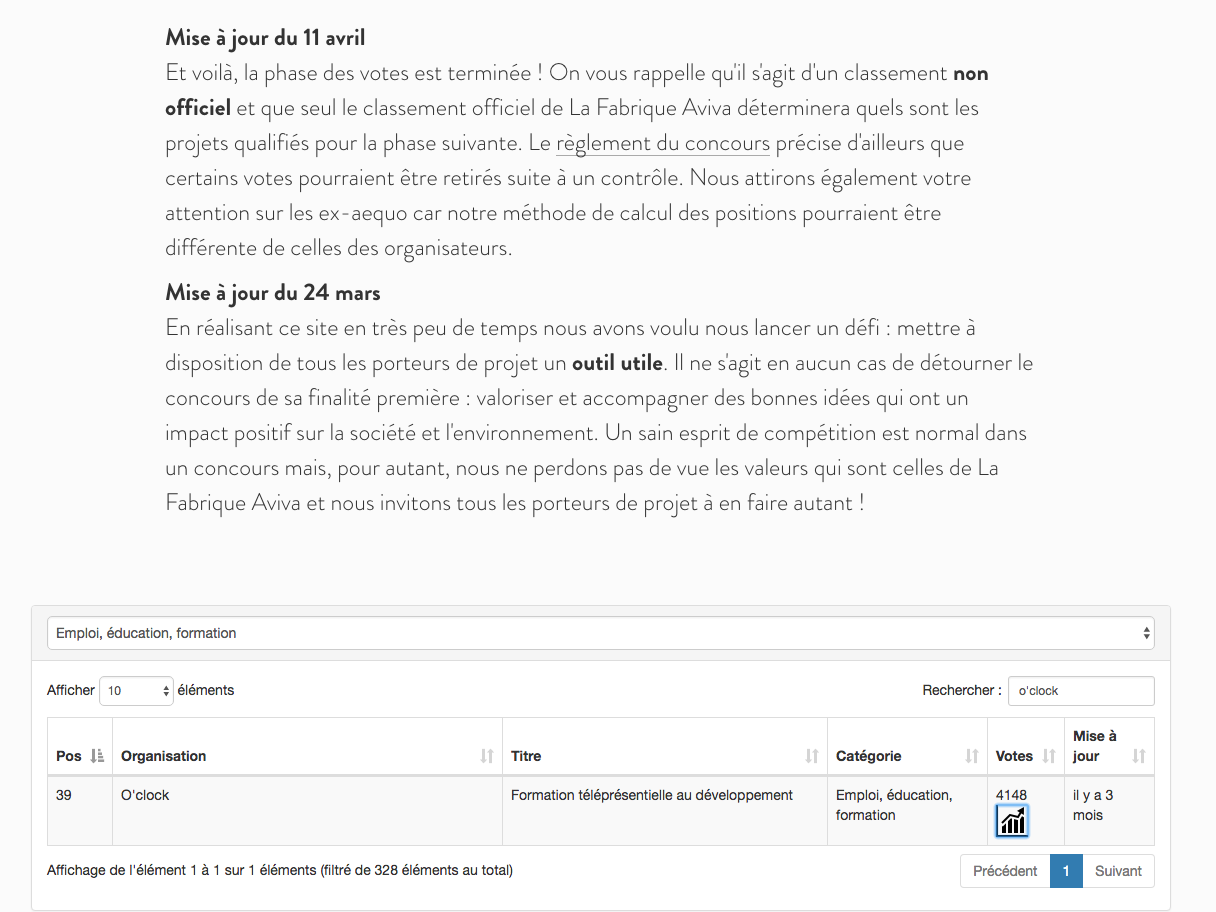 Mise à jour du 11 avril
Et voilà, la phase des votes est terminée ! On vous rappelle qu'il s'agit d'un classement non
officiel et que seul le classement officiel de La Fabrique Aviva déterminera quels sont les
projets qualifiés pour la phase suivante. Le règlement du concours précise d'ailleurs que
certains votes pourraient être retirés suite à un contrôle. Nous attirons également votre
attention sur les ex-aequo car notre méthode de calcul des positions pourraient être
différente de celles des organisateurs.
Mise à jour du 24 mars
En réalisant ce site en très peu de temps nous avons voulu nous lancer un défi : mettre à
disposition de tous les porteurs de projet un outil utile. Il ne s'agit en aucun cas de détourner le
concours de sa finalité première : valoriser et accompagner des bonnes idées qui ont un
impact positif sur la société et l'environnement. Un sain esprit de compétition est normal dans
un concours mais, pour autant, nous ne perdons pas de vue les valeurs qui sont celles de La
Fabrique Aviva et nous invitons tous les porteurs de projet à en faire autant !
Emploi, éducation, formation
Afficher 10 éléments Rechercher : o'clock
Pos Organisation Titre Catégorie Votes Mise à
jour
39 O'clock Formation téléprésentielle au développement Emploi, éducation, 4148 il y a 3
formation mois
Affichage de l'élément 1 à 1 sur 1 éléments (filtré de 328 éléments au total) Précédent 1 Suivant